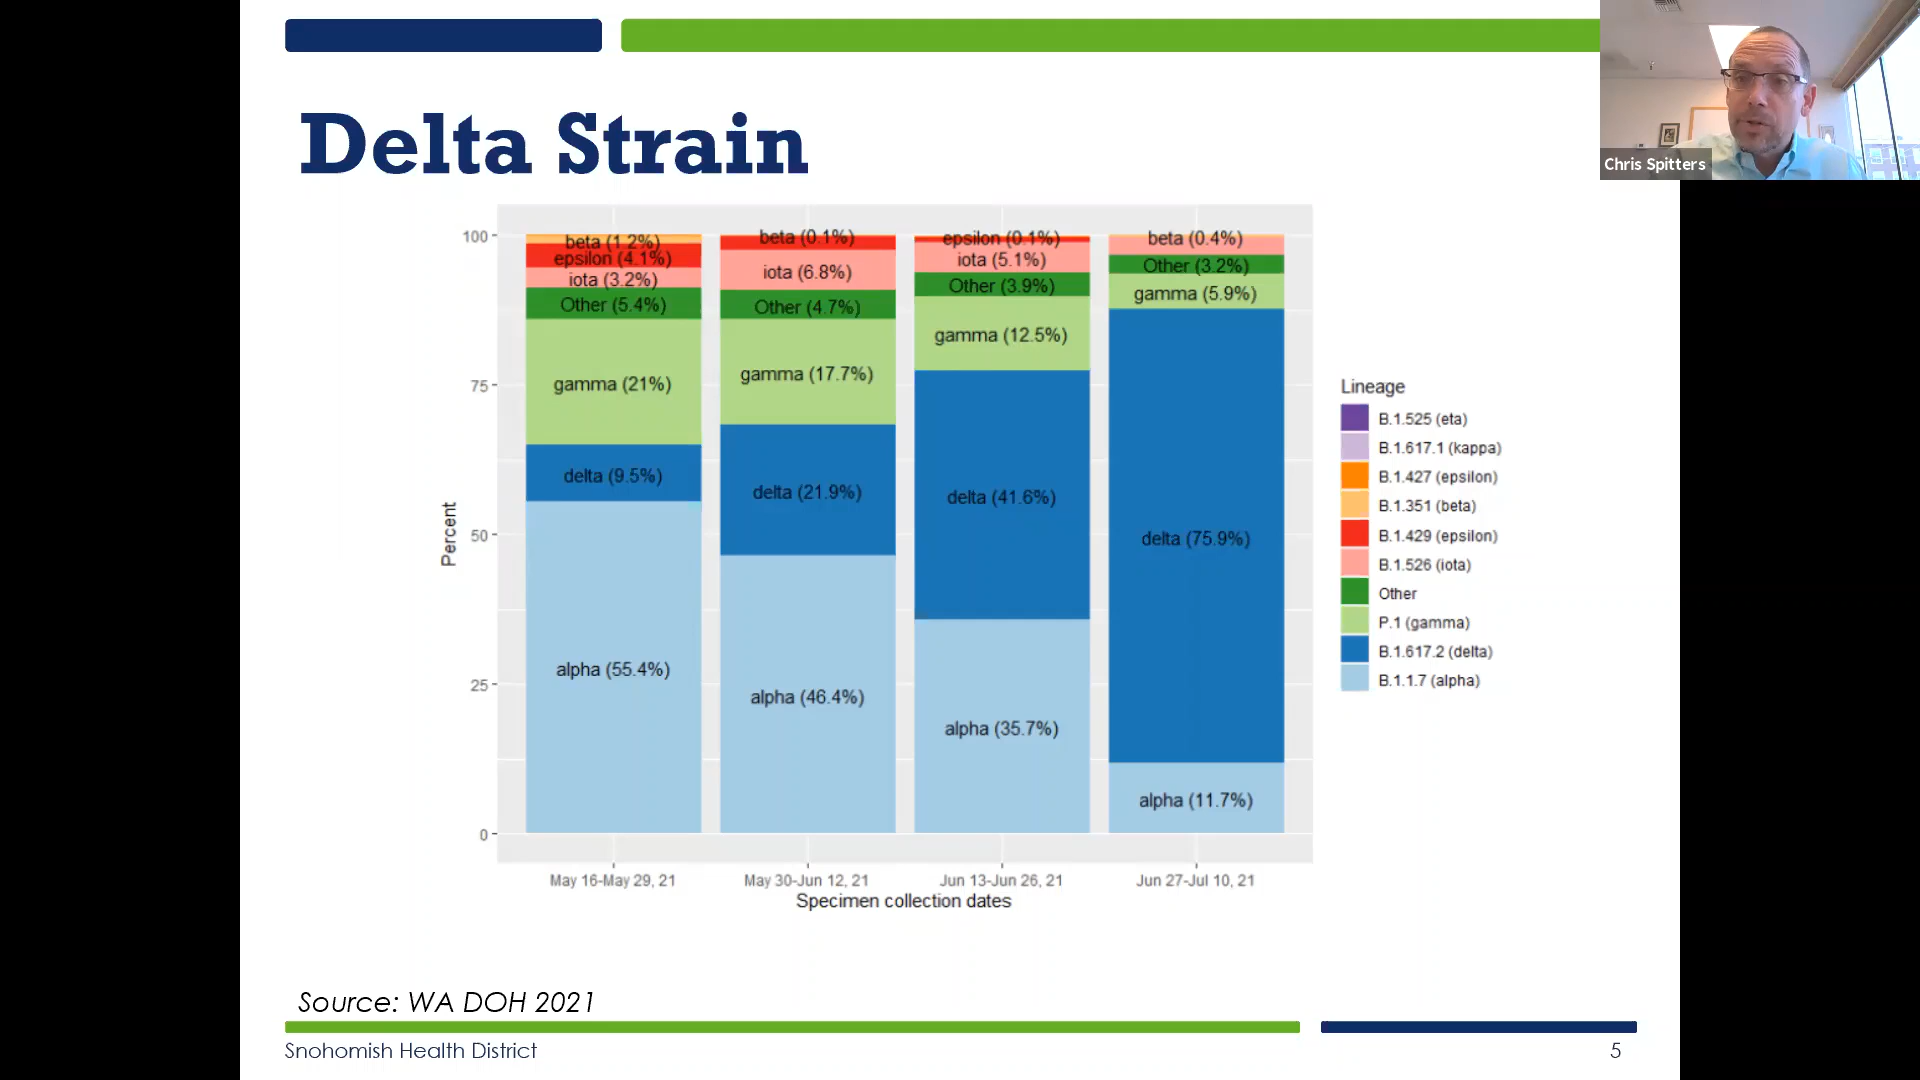 Chris Spitters
Delta Strain
Percent
100
75
50
25
0
beta (1.2%)
epsilon (4.1%)
iota (3.2%)
Other (5.4%)
gamma (21%)
delta (9.5%)
alpha (55.4%)
beta (0.1%)
iota (6.8%)
Other (4.7%)
gamma (17.7%)
delta (21.9%)
alpha (46.4%)
epsilon (0.1%)
iota (5.1%)
Other (3.9%)
gamma (12.5%)
delta (41.6%)
alpha (35.7%)
beta (0.4%)
Other (3.2%)
gamma (5.9%)
delta (75.9%)
alpha (11.7%)
May 16-May 29, 21
May 30-Jun 12, 21
Jun 13-Jun 26, 21
Jun 27-Jul 10, 21
Specimen collection dates
Lineage
B.1.525 (eta)
B.1.617.1 (kappa)
B.1.427 (epsilon)
B.1.351 (beta)
B.1.429 (epsilon)
B.1.526 (iota)
Other
P.1 (gamma)
B.1.617.2 (delta)
B.1.1.7 (alpha)
Source: WA DOH 2021
Snohomish Health District
5